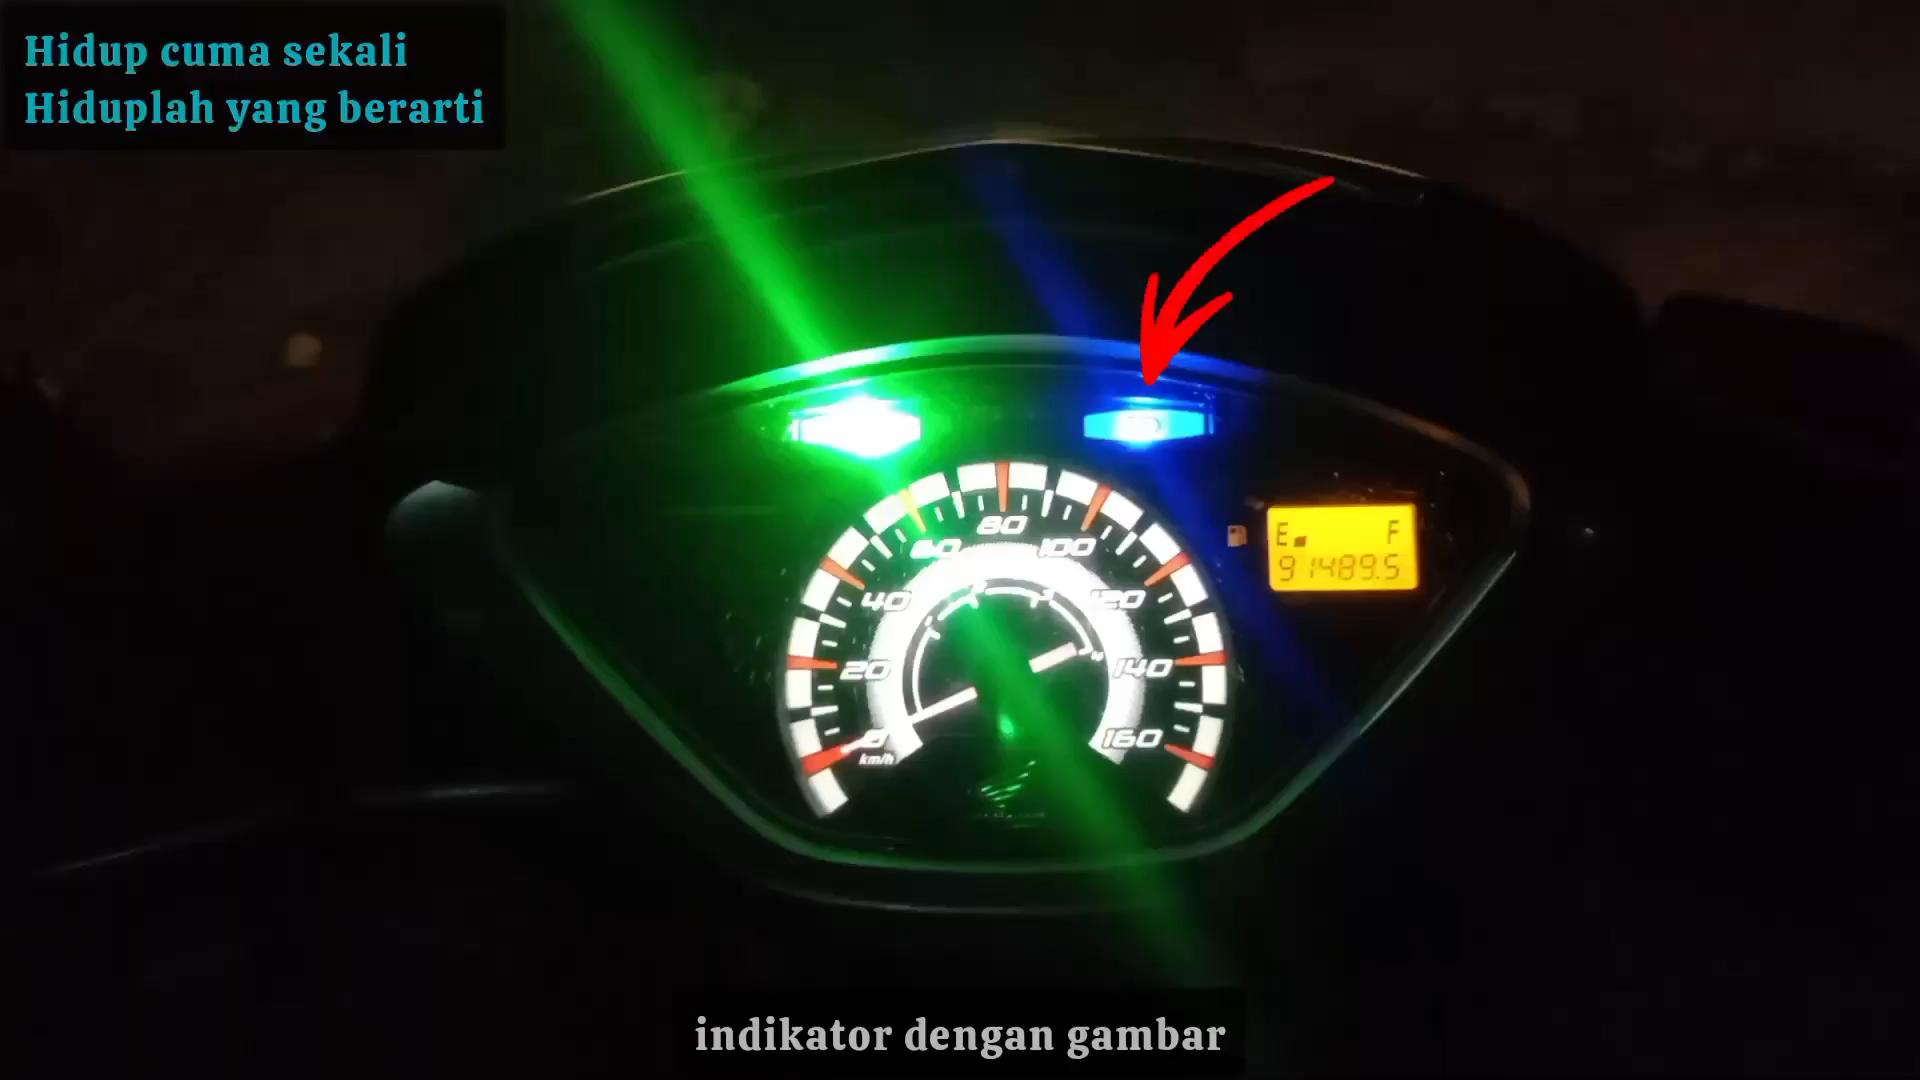 Hidup cuma sekali
Hiduplah yang berarti
80
60
100
40
120
E F
91489.5
20
140
0
160
km/h
indikator dengan gambar